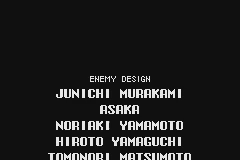 ENEMY DESIGN
JUNICHI MURAKAMI
ASAKA
NORIAKI YAMAMOTO
HIROTO YAMAGUCHI
TOMONORI MATSUMOTO